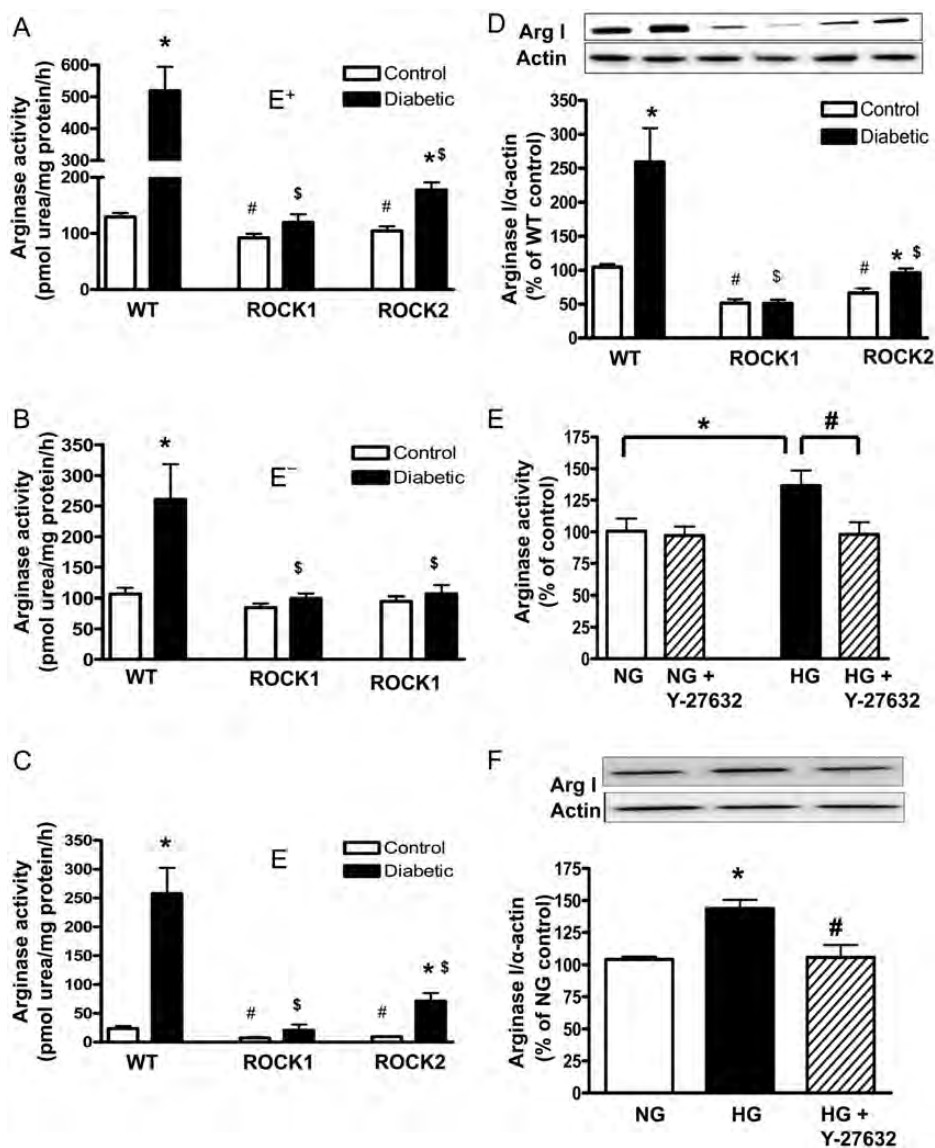 A
Arginase activity
(pmol urea/mg protein/h)
600
500
400
300
200
100
0
*
E+
Control
Diabetic
#
$
#
*$
WT
ROCK1
ROCK2
B
Arginase activity
(pmol urea/mg protein/h)
350
300
250
200
150
100
50
0
*
E−
Control
Diabetic
$
$
WT
ROCK1
ROCK1
C
Arginase activity
(pmol urea/mg protein/h)
350
300
250
200
150
100
50
0
*
E
Control
Diabetic
#
$
#
*$
WT
ROCK1
ROCK2
D
Arg I
Actin
Arginase I/α-actin
(% of WT control)
350
300
250
200
150
100
50
0
*
Control
Diabetic
#
$
#
*$
WT
ROCK1
ROCK2
E
Arginase activity
(% of control)
175
150
125
100
75
50
25
0
*
#
NG
NG +
Y-27632
HG
HG +
Y-27632
F
Arg I
Actin
Arginase I/α-actin
(% of NG control)
175
150
125
100
75
50
25
0
*
#
NG
HG
HG +
Y-27632